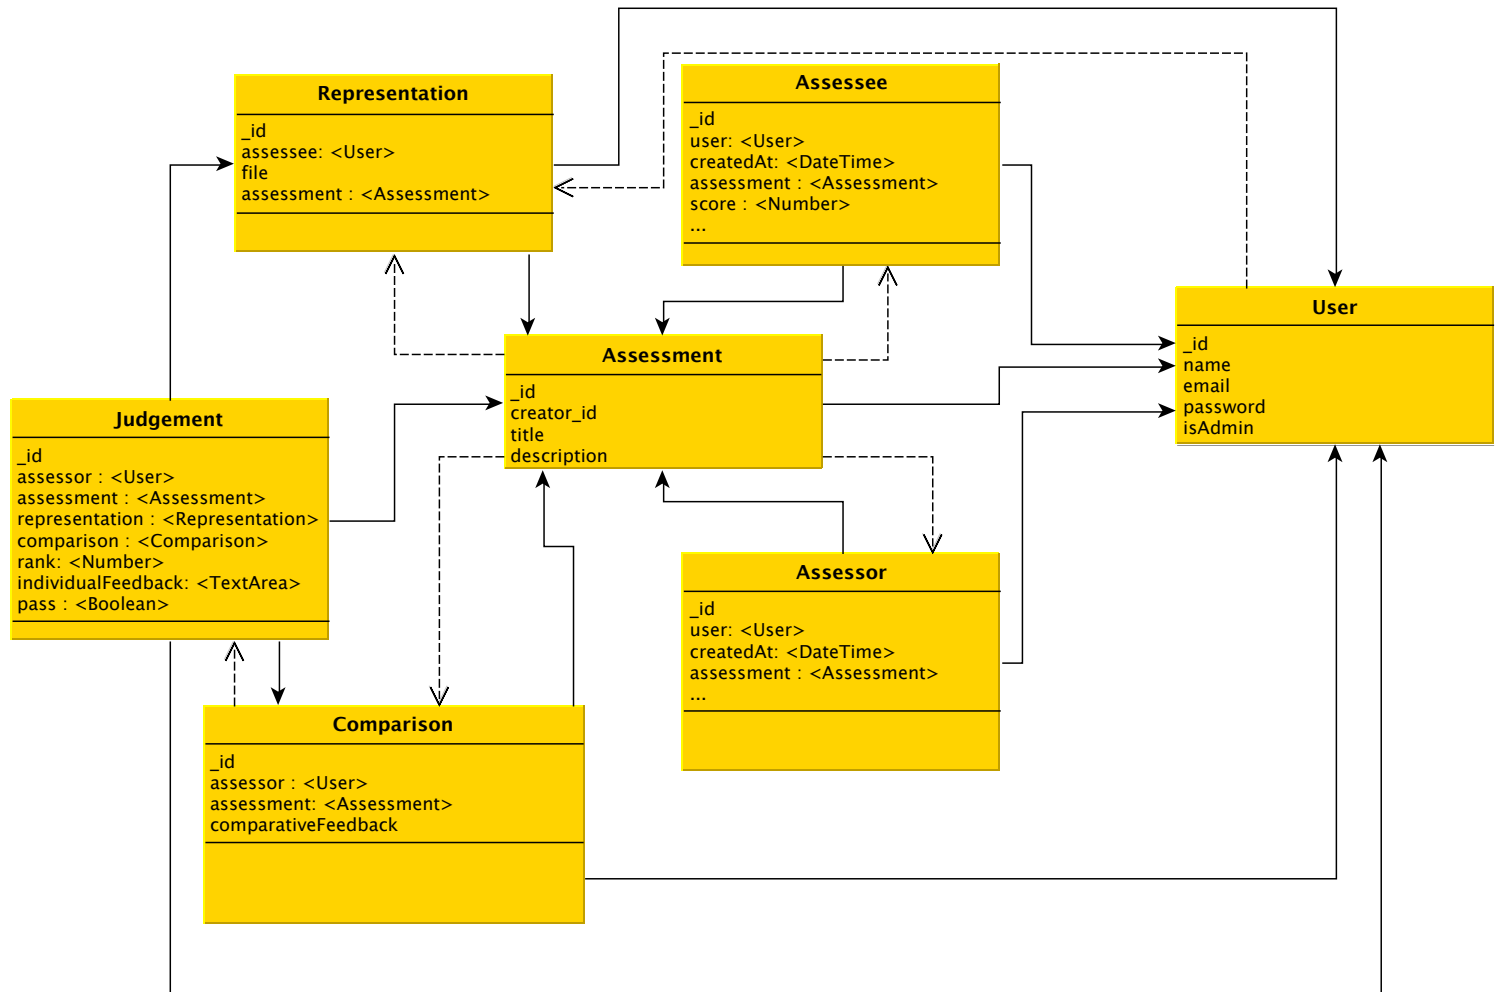 Representation
_id
assessee: <User>
file
assessment : <Assessment>
Assessee
_id
user: <User>
createdAt: <DateTime>
assessment : <Assessment>
score : <Number>
...
User
_id
name
email
password
isAdmin
Assessment
_id
creator_id
title
description
Judgement
_id
assessor : <User>
assessment : <Assessment>
representation : <Representation>
comparison : <Comparison>
rank: <Number>
individualFeedback: <TextArea>
pass : <Boolean>
Assessor
_id
user: <User>
createdAt: <DateTime>
assessment : <Assessment>
...
Comparison
_id
assessor : <User>
assessment: <Assessment>
comparativeFeedback